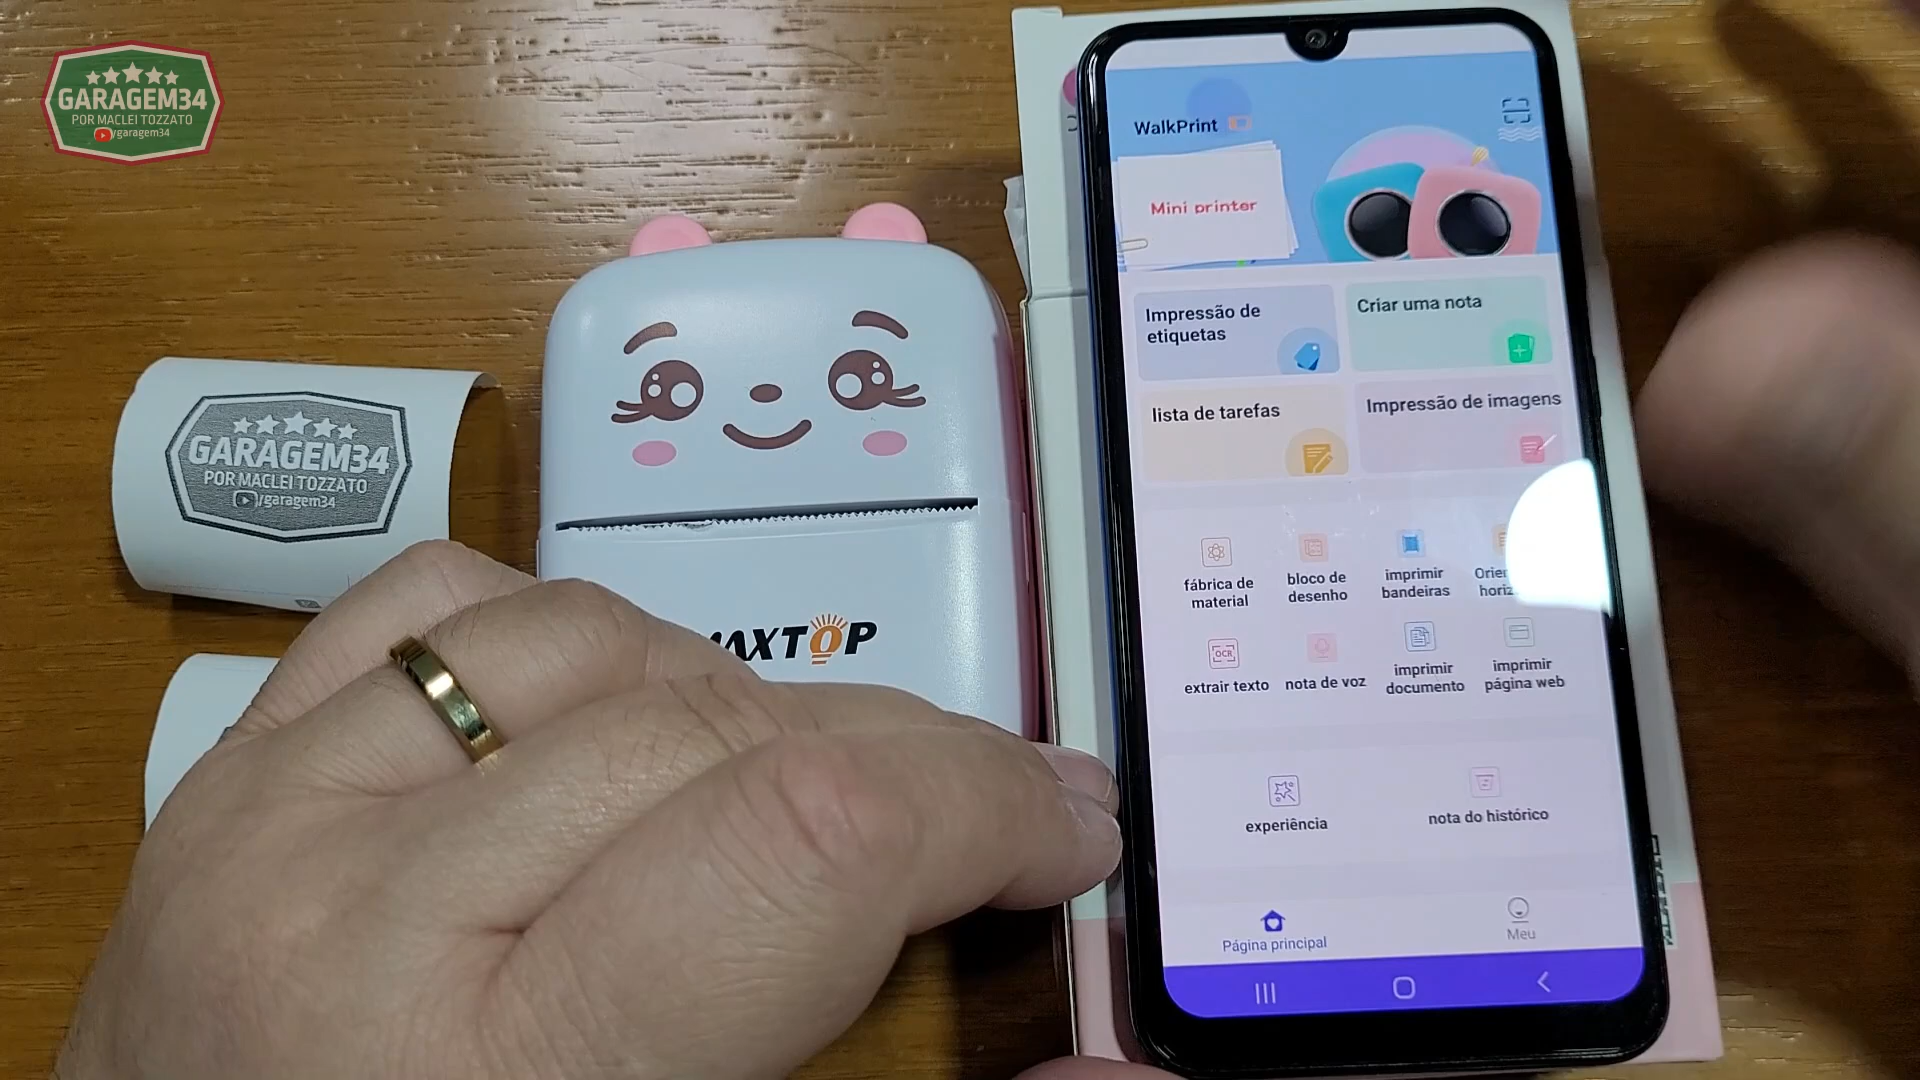 GARAGEM34
POR MACLEI TOZZATO
/garagem34
GARAGEM34
POR MACLEI TOZZATO
/garagem34
WalkPrint
Mini printer
Impressão de
etiquetas
Criar uma nota
lista de tarefas
Impressão de imagens
fábrica de
material
bloco de
desenho
imprimir
bandeiras
OCR
extrair texto
nota de voz
imprimir
documento
imprimir
página web
experiência
nota do histórico
Página principal
Meu